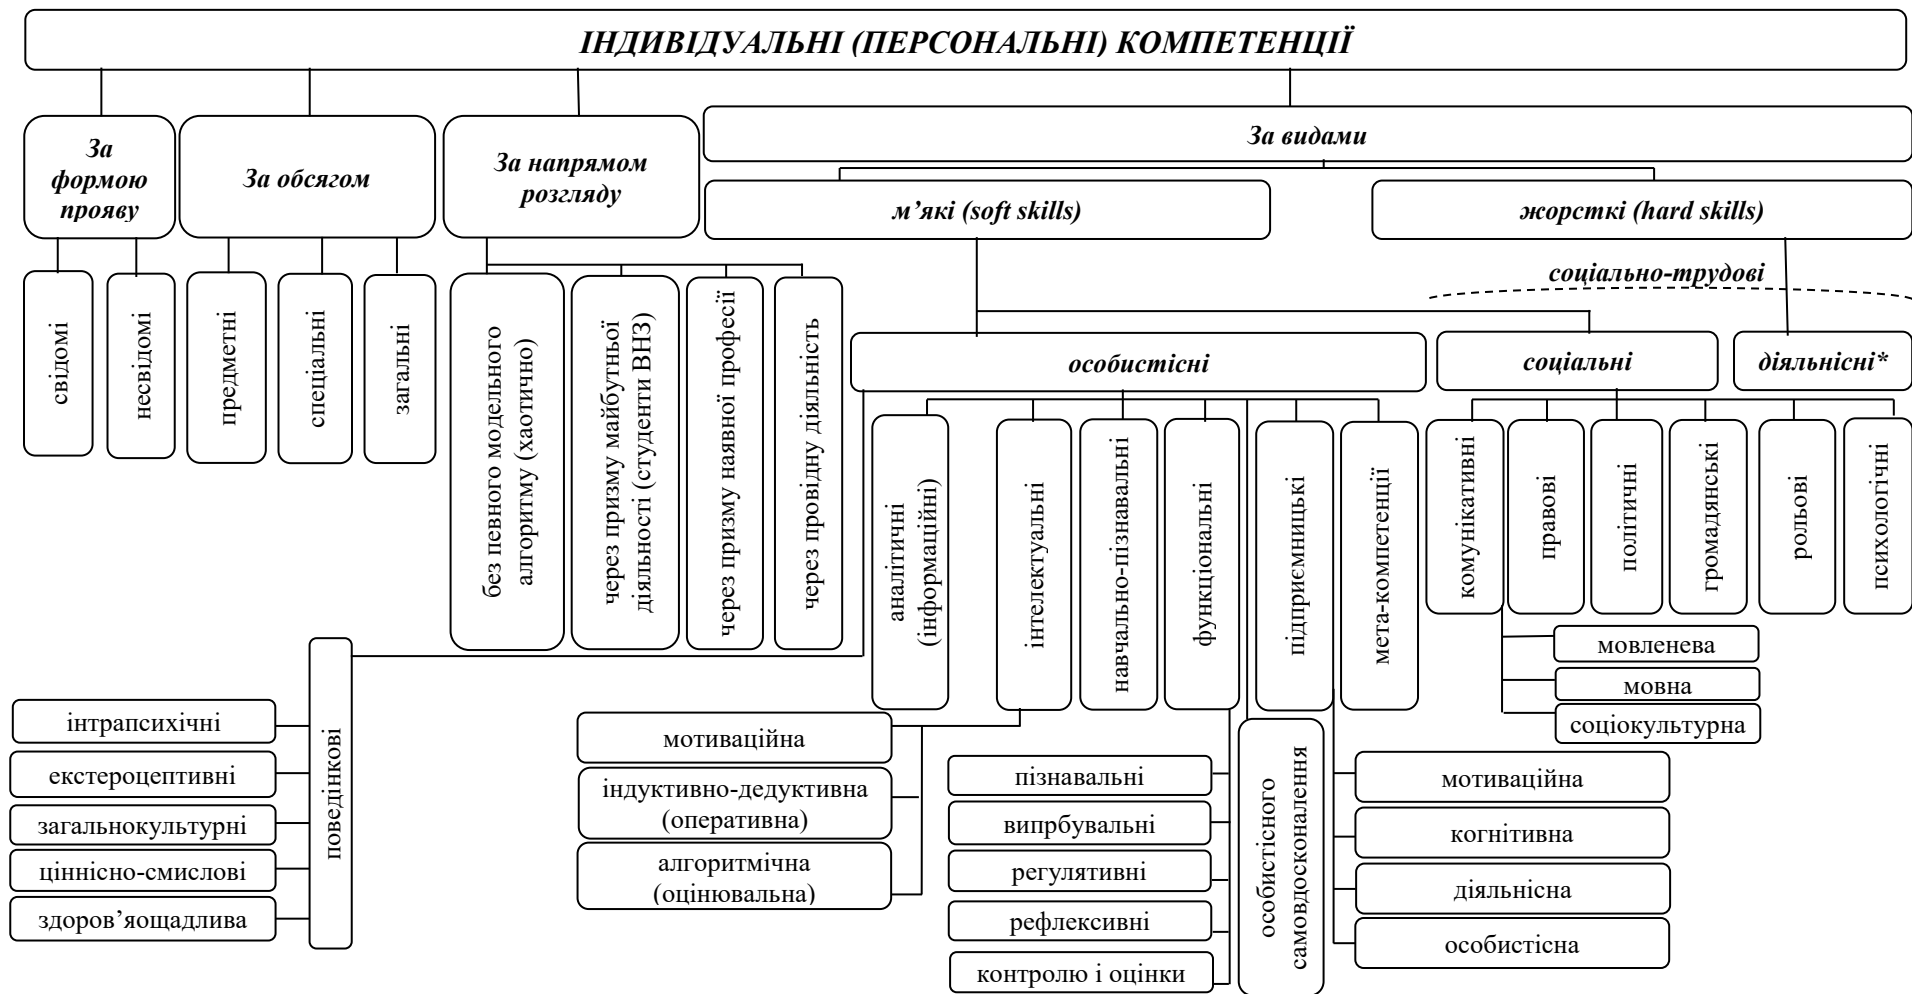 ІНДИВІДУАЛЬНІ (ПЕРСОНАЛЬНІ) КОМПЕТЕНЦІЇ
За
формою
прояву
За обсягом
За напрямом
розгляду
За видами
м’які (soft skills)
жорсткі (hard skills)
соціально-трудові
свідомі
несвідомі
предметні
спеціальні
загальні
без певного модельного
алгоритму (хаотично)
через призму майбутньої
діяльності (студенти ВНЗ)
через призму наявної професії
через провідну діяльність
особистісні
соціальні
діяльнісні*
аналітичні
(інформаційні)
інтелектуальні
навчально-пізнавальні
функціональні
підприємницькі
мета-компетенції
комунікативні
правові
політичні
громадянські
рольові
психологічні
мовленева
мовна
соціокультурна
поведінкові
інтрапсихічні
екстероцептивні
загальнокультурні
ціннісно-смислові
здоров’яощадлива
мотиваційна
індуктивно-дедуктивна
(оперативна)
алгоритмічна
(оцінювальна)
пізнавальні
випрбувальні
регулятивні
рефлексивні
контролю і оцінки
особистісного
самовдосконалення
мотиваційна
когнітивна
діяльнісна
особистісна